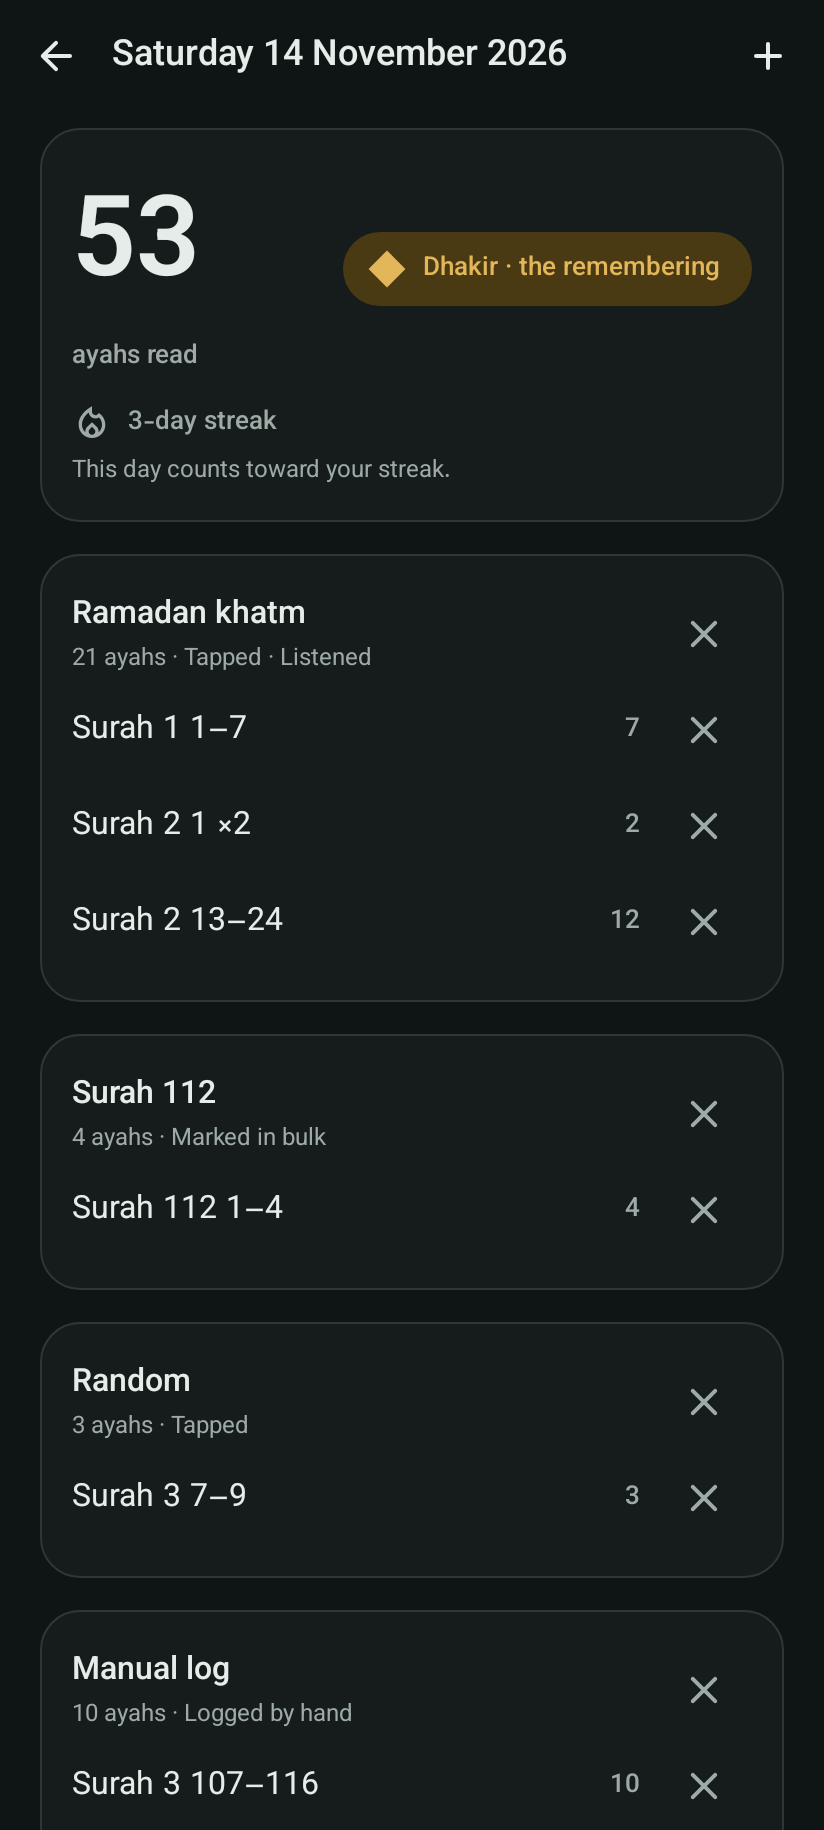 Saturday 14 November 2026
53
Dhakir · the remembering
ayahs read
3-day streak
This day counts toward your streak.
Ramadan khatm
21 ayahs · Tapped · Listened
Surah 1 1–7 7
Surah 2 1 ×2 2
Surah 2 13–24 12
Surah 112
4 ayahs · Marked in bulk
Surah 112 1–4 4
Random
3 ayahs · Tapped
Surah 3 7–9 3
Manual log
10 ayahs · Logged by hand
Surah 3 107–116 10